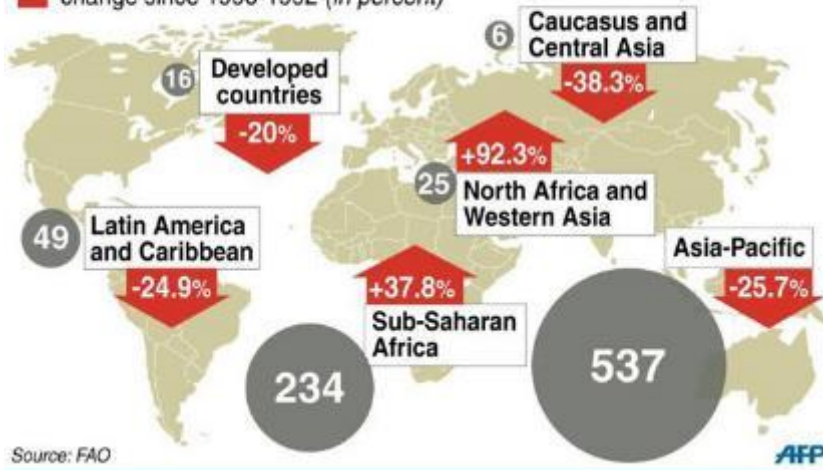 change since 1990-1992 (in percent)
6
Caucasus and
Central Asia
-38.3%
16
Developed
countries
-20%
+92.3%
25
North Africa and
Western Asia
49
Latin America
and Caribbean
-24.9%
Asia-Pacific
-25.7%
+37.8%
Sub-Saharan
Africa
234
537
Source: FAO
AFP